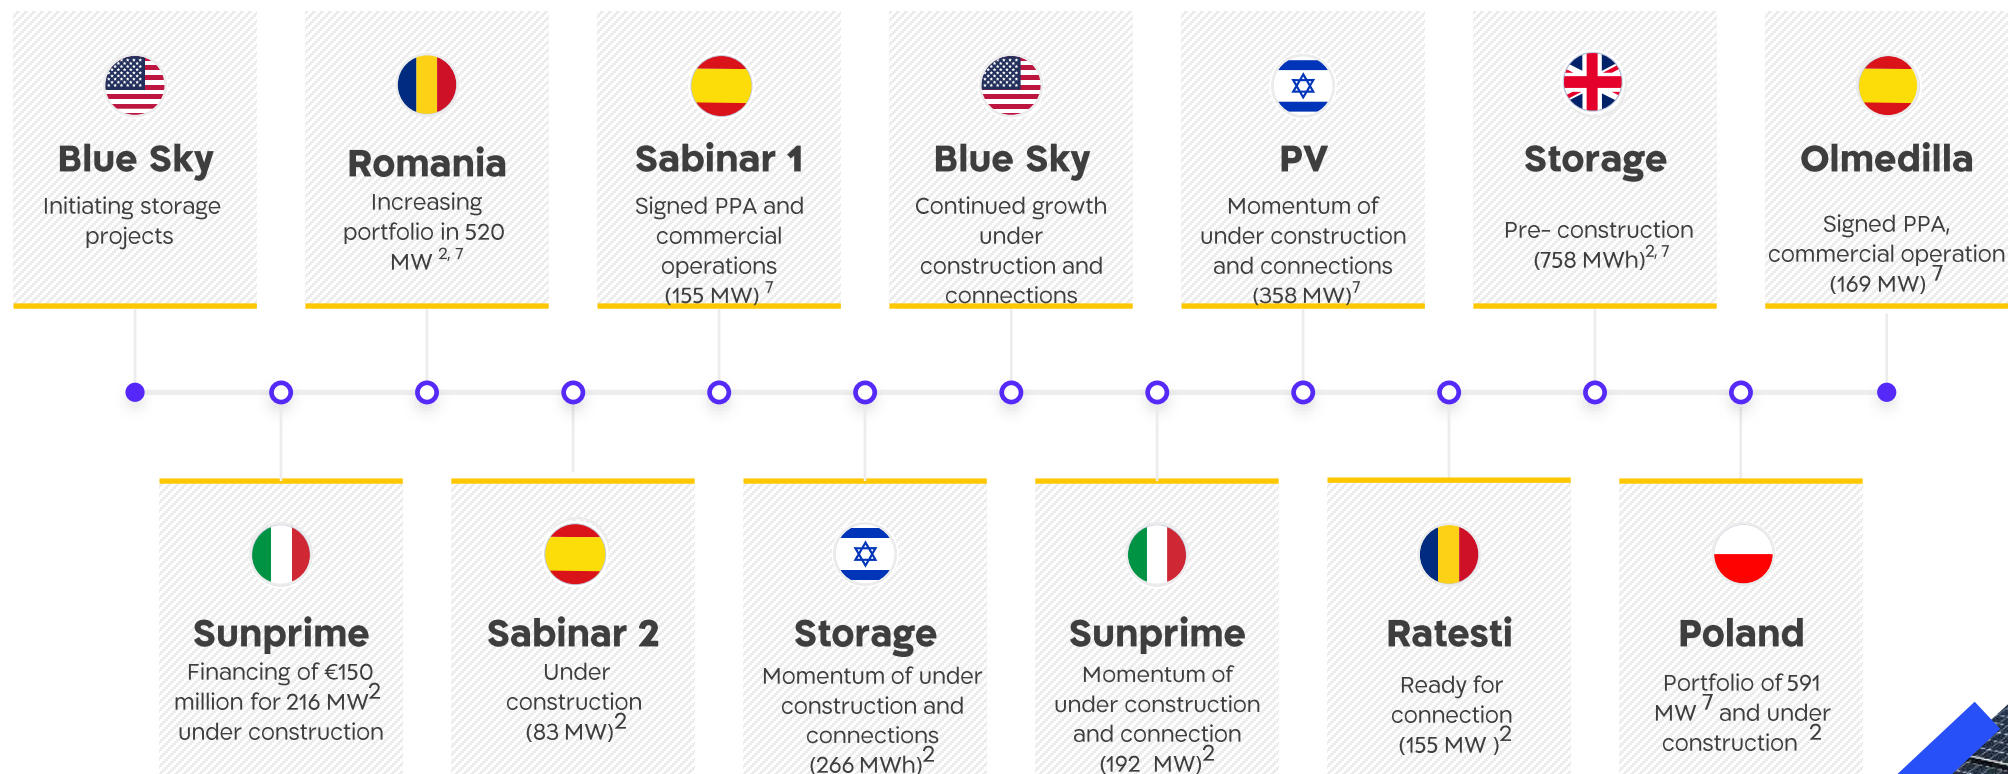 Blue Sky
Initiating storage
projects
Romania
Increasing
portfolio in 520
MW 2, 7
Sabinar 1
Signed PPA and
commercial
operations
(155 MW) 7
Blue Sky
Continued growth
under
construction and
connections
PV
Momentum of
under construction
and connections
(358 MW)7
Storage
Pre- construction
(758 MWh)2, 7
Olmedilla
Signed PPA,
commercial operation
(169 MW) 7
Sunprime
Financing of €150
million for 216 MW2
under construction
Sabinar 2
Under
construction
(83 MW)2
Storage
Momentum of under
construction and
connections
(266 MWh)2
Sunprime
Momentum of
under construction
and connection
(192 MW)2
Ratesti
Ready for
connection
(155 MW )2
Poland
Portfolio of 591
MW 7 and under
construction 2